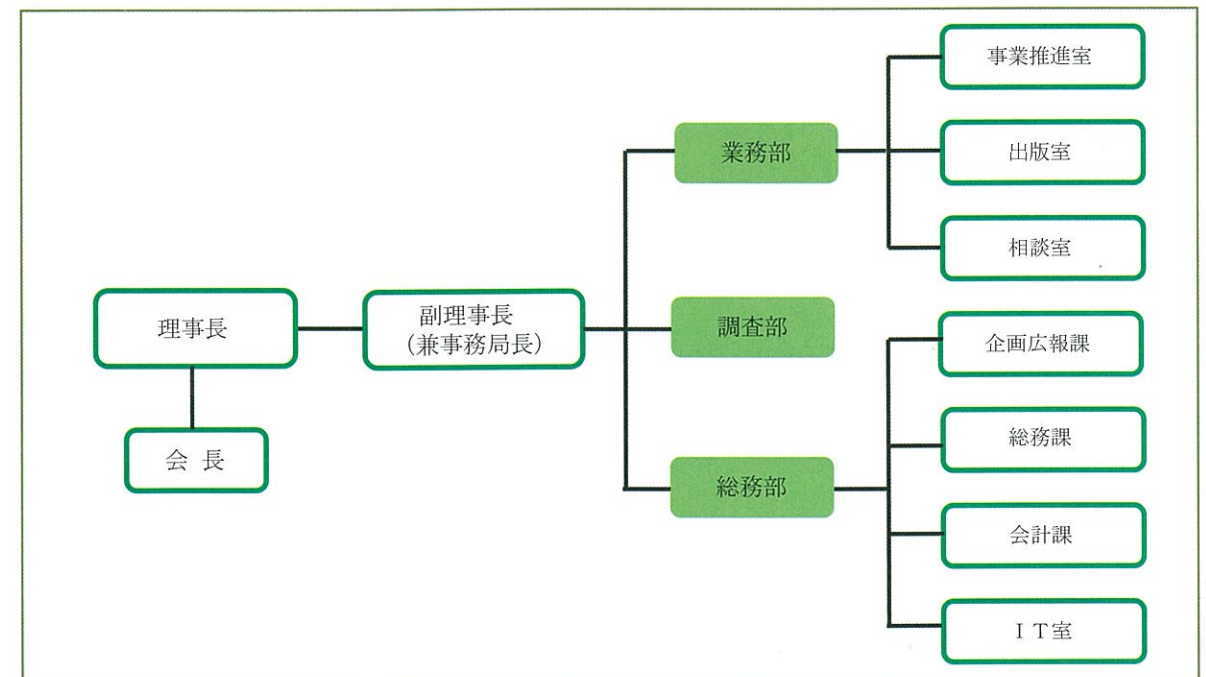 理事長
会 長
副理事長
(兼事務局長)
業務部
事業推進室
出版室
相談室
調査部
総務部
企画広報課
総務課
会計課
ＩＴ室